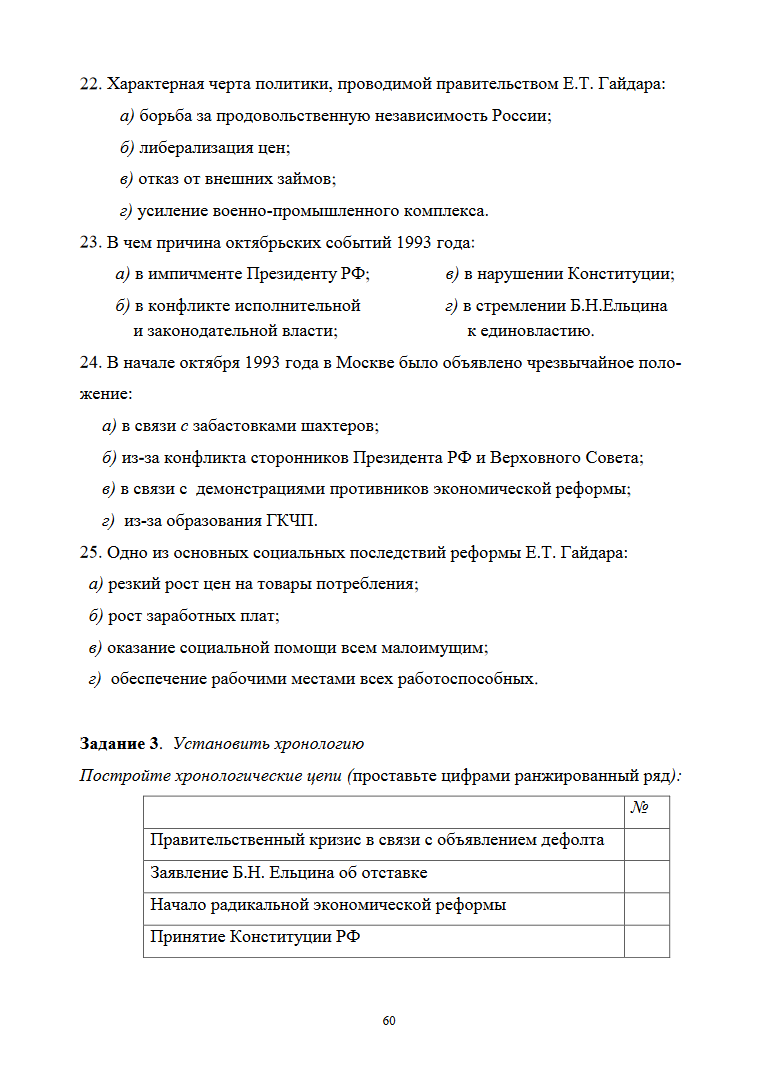 22. Характерная черта политики, проводимой правительством Е.Т. Гайдара:
а) борьба за продовольственную независимость России;
б) либерализация цен;
в) отказ от внешних займов;
г) усиление военно-промышленного комплекса.
23. В чем причина октябрьских событий 1993 года:
а) в импичменте Президенту РФ; в) в нарушении Конституции;
б) в конфликте исполнительной г) в стремлении Б.Н.Ельцина
и законодательной власти; к единовластию.
24. В начале октября 1993 года в Москве было объявлено чрезвычайное поло-
жение:
а) в связи с забастовками шахтеров;
б) из-за конфликта сторонников Президента РФ и Верховного Совета;
в) в связи с демонстрациями противников экономической реформы;
г) из-за образования ГКЧП.
25. Одно из основных социальных последствий реформы Е.Т. Гайдара:
а) резкий рост цен на товары потребления;
б) рост заработных плат;
в) оказание социальной помощи всем малоимущим;
г) обеспечение рабочими местами всех работоспособных.
Задание 3. Установить хронологию
Постройте хронологические цепи (проставьте цифрами ранжированный ряд):
№
Правительственный кризис в связи с объявлением дефолта
Заявление Б.Н. Ельцина об отставке
Начало радикальной экономической реформы
Принятие Конституции РФ
60